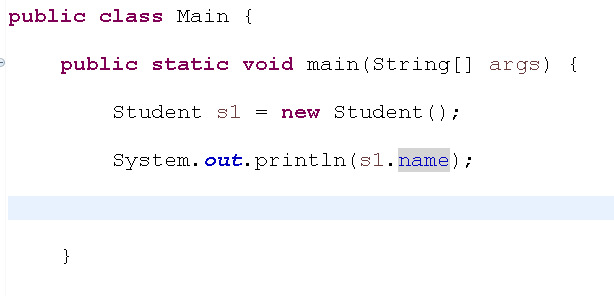 public class Main {
public static void main(String[] args) {
Student s1 = new Student();
System.out.println(s1.name);
}